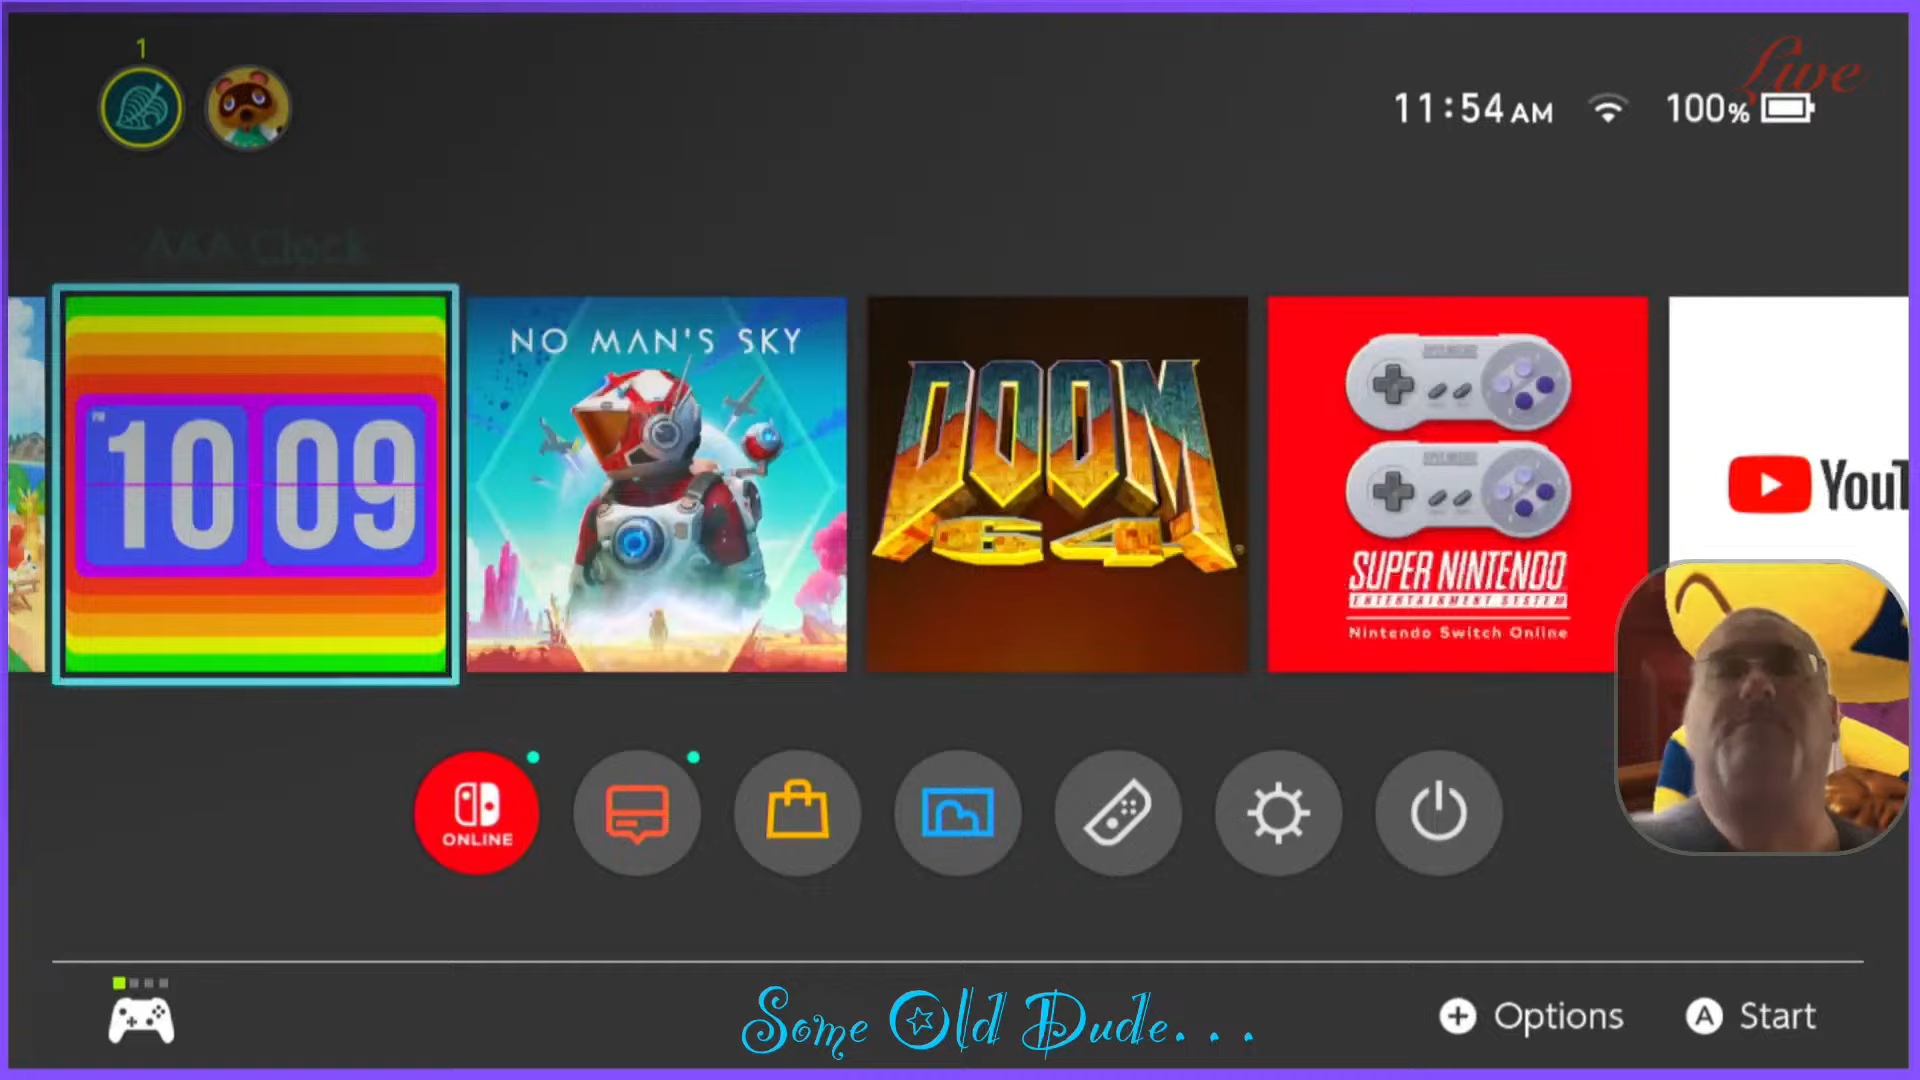 1
Live
11:54 AM
100%
AAA Clock
PM
10 09
NO MAN'S SKY
DOOM
64
SUPER NINTENDO
ENTERTAINMENT SYSTEM
Nintendo Switch Online
YouT
ONLINE
Some Old Dude...
Options
A Start